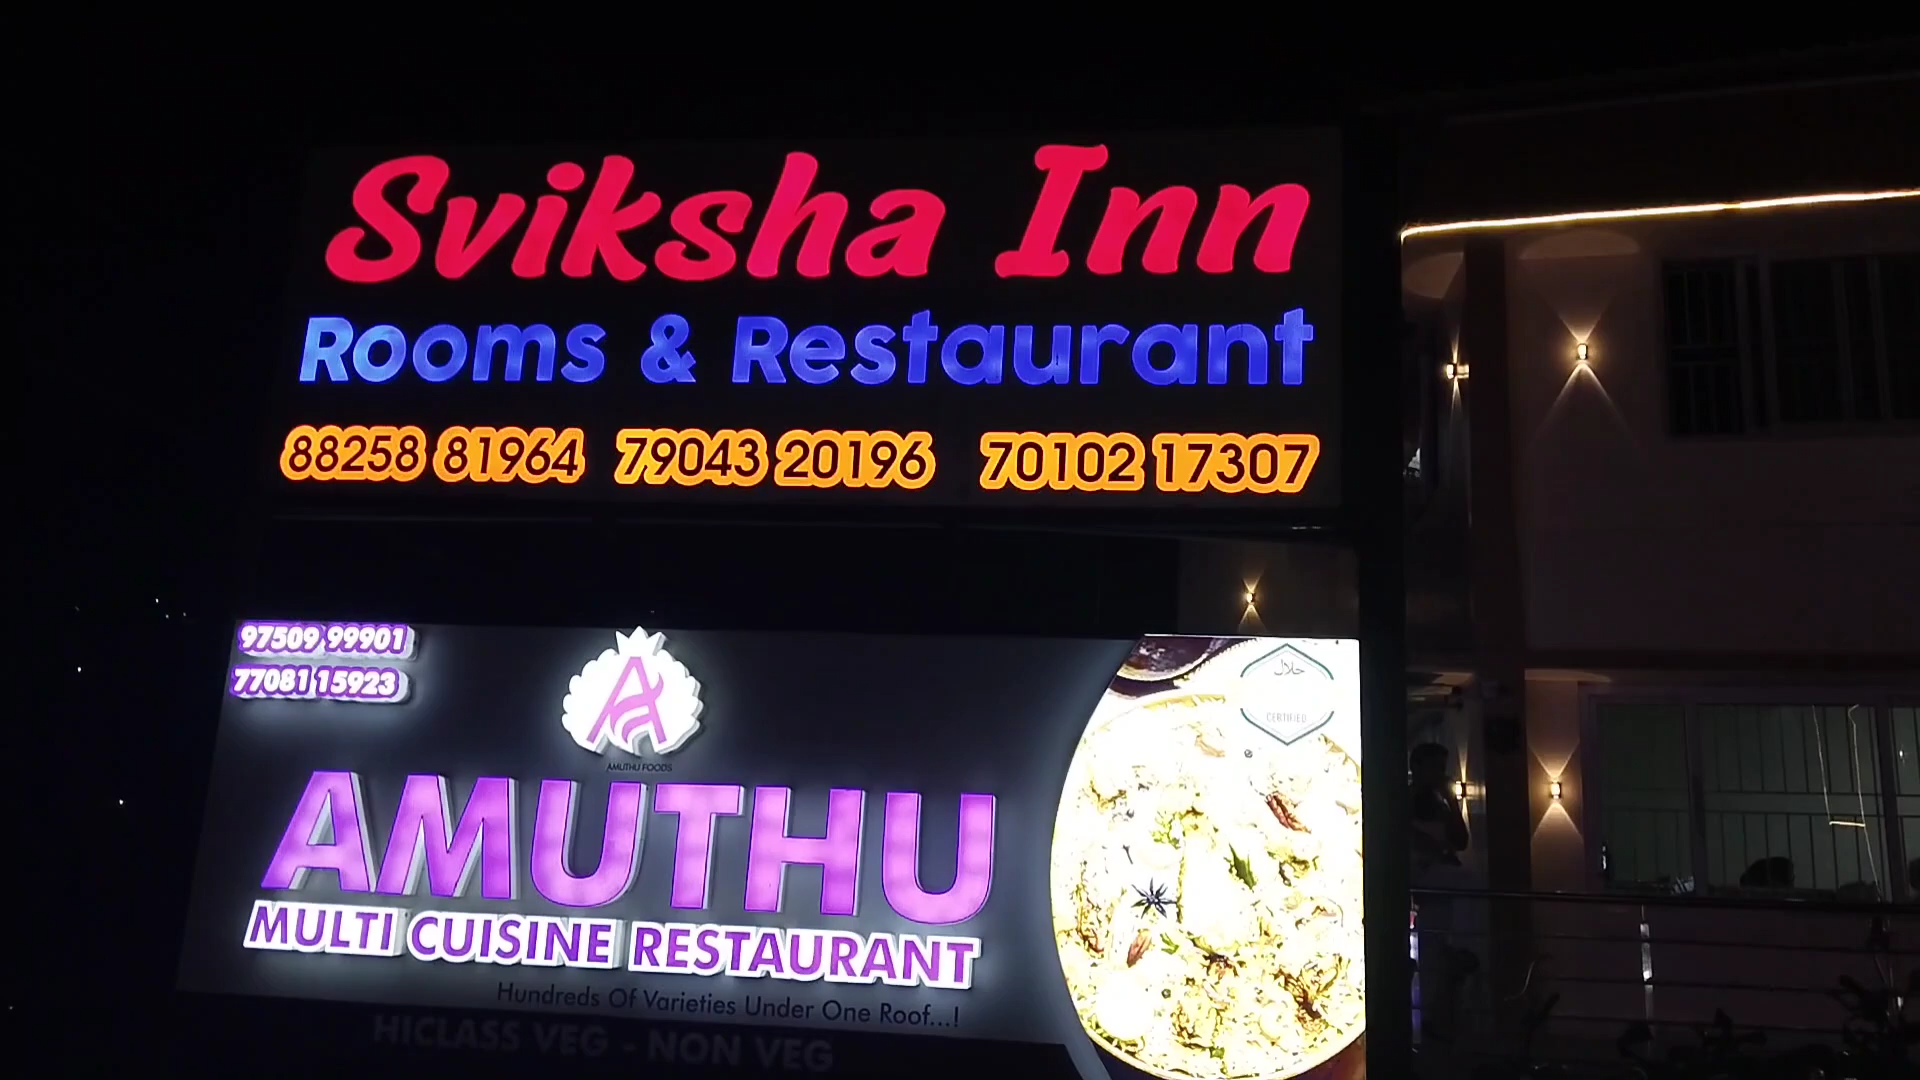 Sviksha Inn
Rooms & Restaurant
88258 81964 79043 20196 70102 17307
97509 99901
77081 15923
AMUTHU FOODS
حلال
CERTIFIED
AMUTHU
MULTI CUISINE RESTAURANT
Hundreds Of Varieties Under One Roof...!
HICLASS VEG - NON VEG